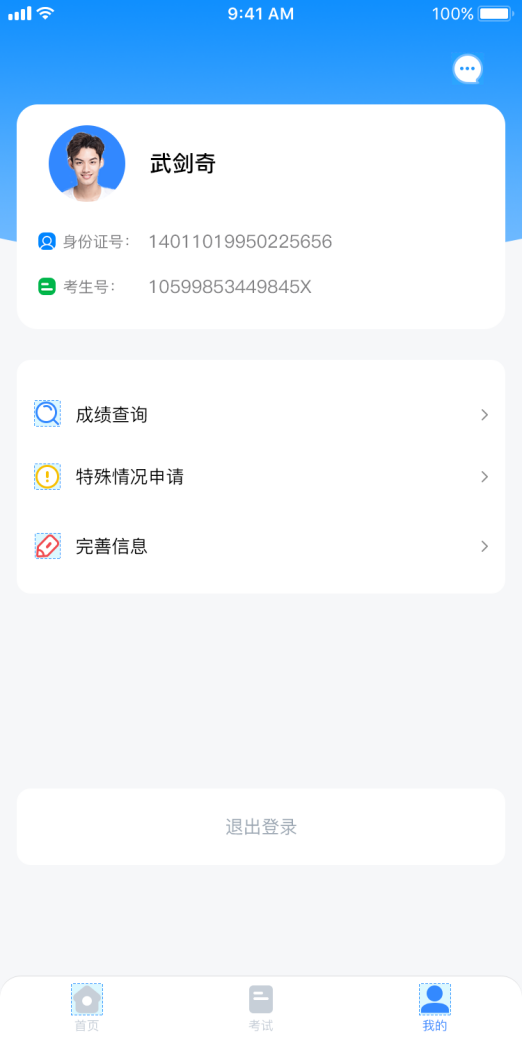 9:41 AM
100%
武剑奇
身份证号：
14011019950225656
考生号：
10599853449845X
成绩查询
特殊情况申请
完善信息
退出登录
首页
考试
我的